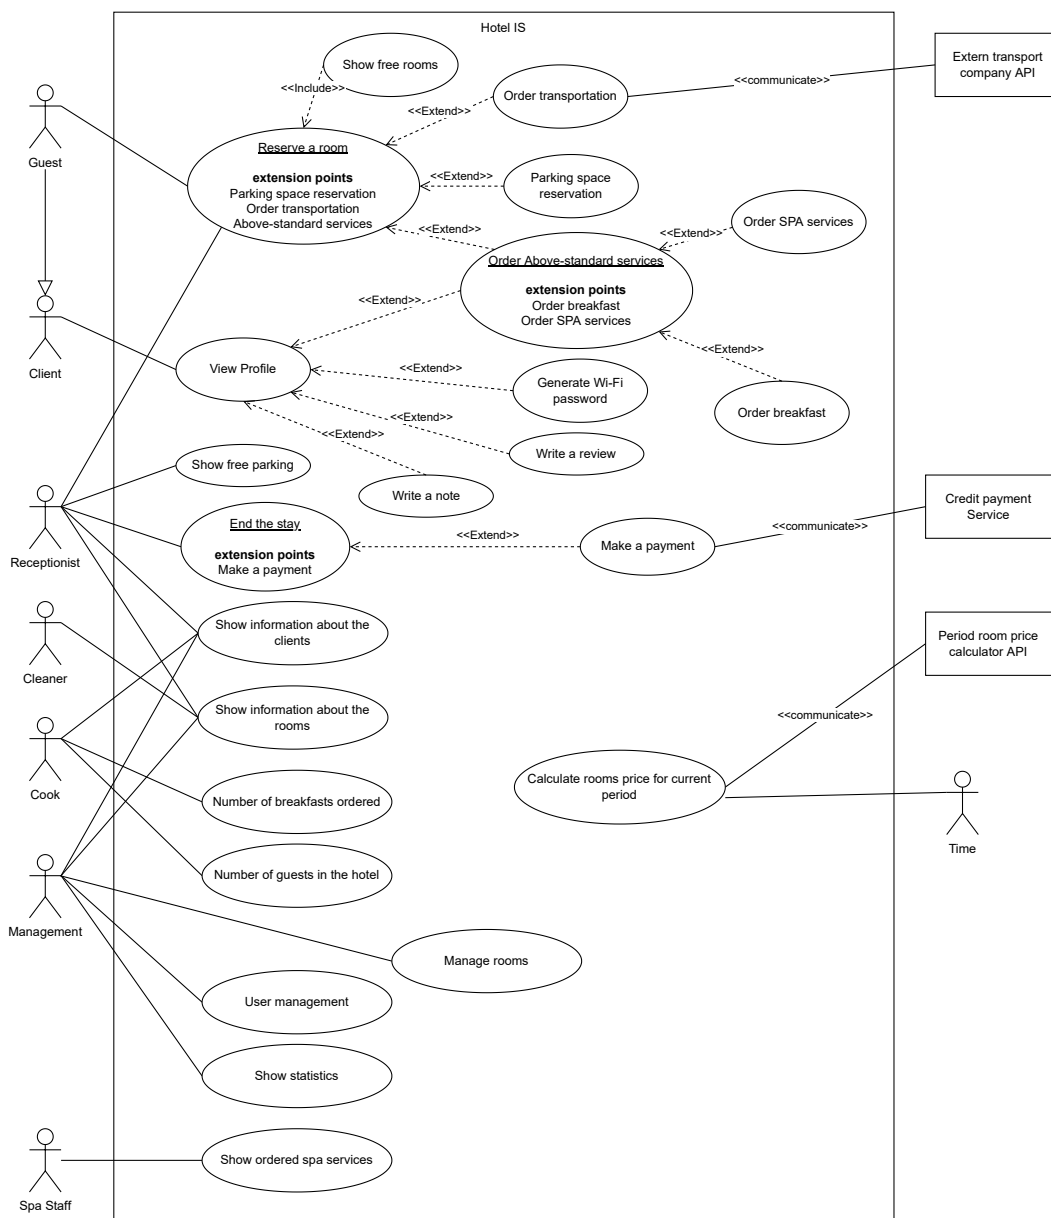 Hotel IS
Show free rooms
<<Include>>
Order transportation
<<communicate>>
Extern transport
company API
Guest
<<Extend>>
Reserve a room
extension points
Parking space reservation
Order transportation
Above-standard services
<<Extend>>
Parking space
reservation
<<Extend>>
Order SPA services
<<Extend>>
Order Above-standard services
extension points
Order breakfast
Order SPA services
<<Extend>>
Client
View Profile
<<Extend>>
Generate Wi-Fi
password
<<Extend>>
Order breakfast
<<Extend>>
<<Extend>>
Write a review
Show free parking
Write a note
Receptionist
End the stay
extension points
Make a payment
<<Extend>>
Make a payment
<<communicate>>
Credit payment
Service
Show information about the
clients
Cleaner
Period room price
calculator API
Show information about the
rooms
<<communicate>>
Cook
Number of breakfasts ordered
Calculate rooms price for current
period
Time
Number of guests in the hotel
Management
Manage rooms
User management
Show statistics
Show ordered spa services
Spa Staff